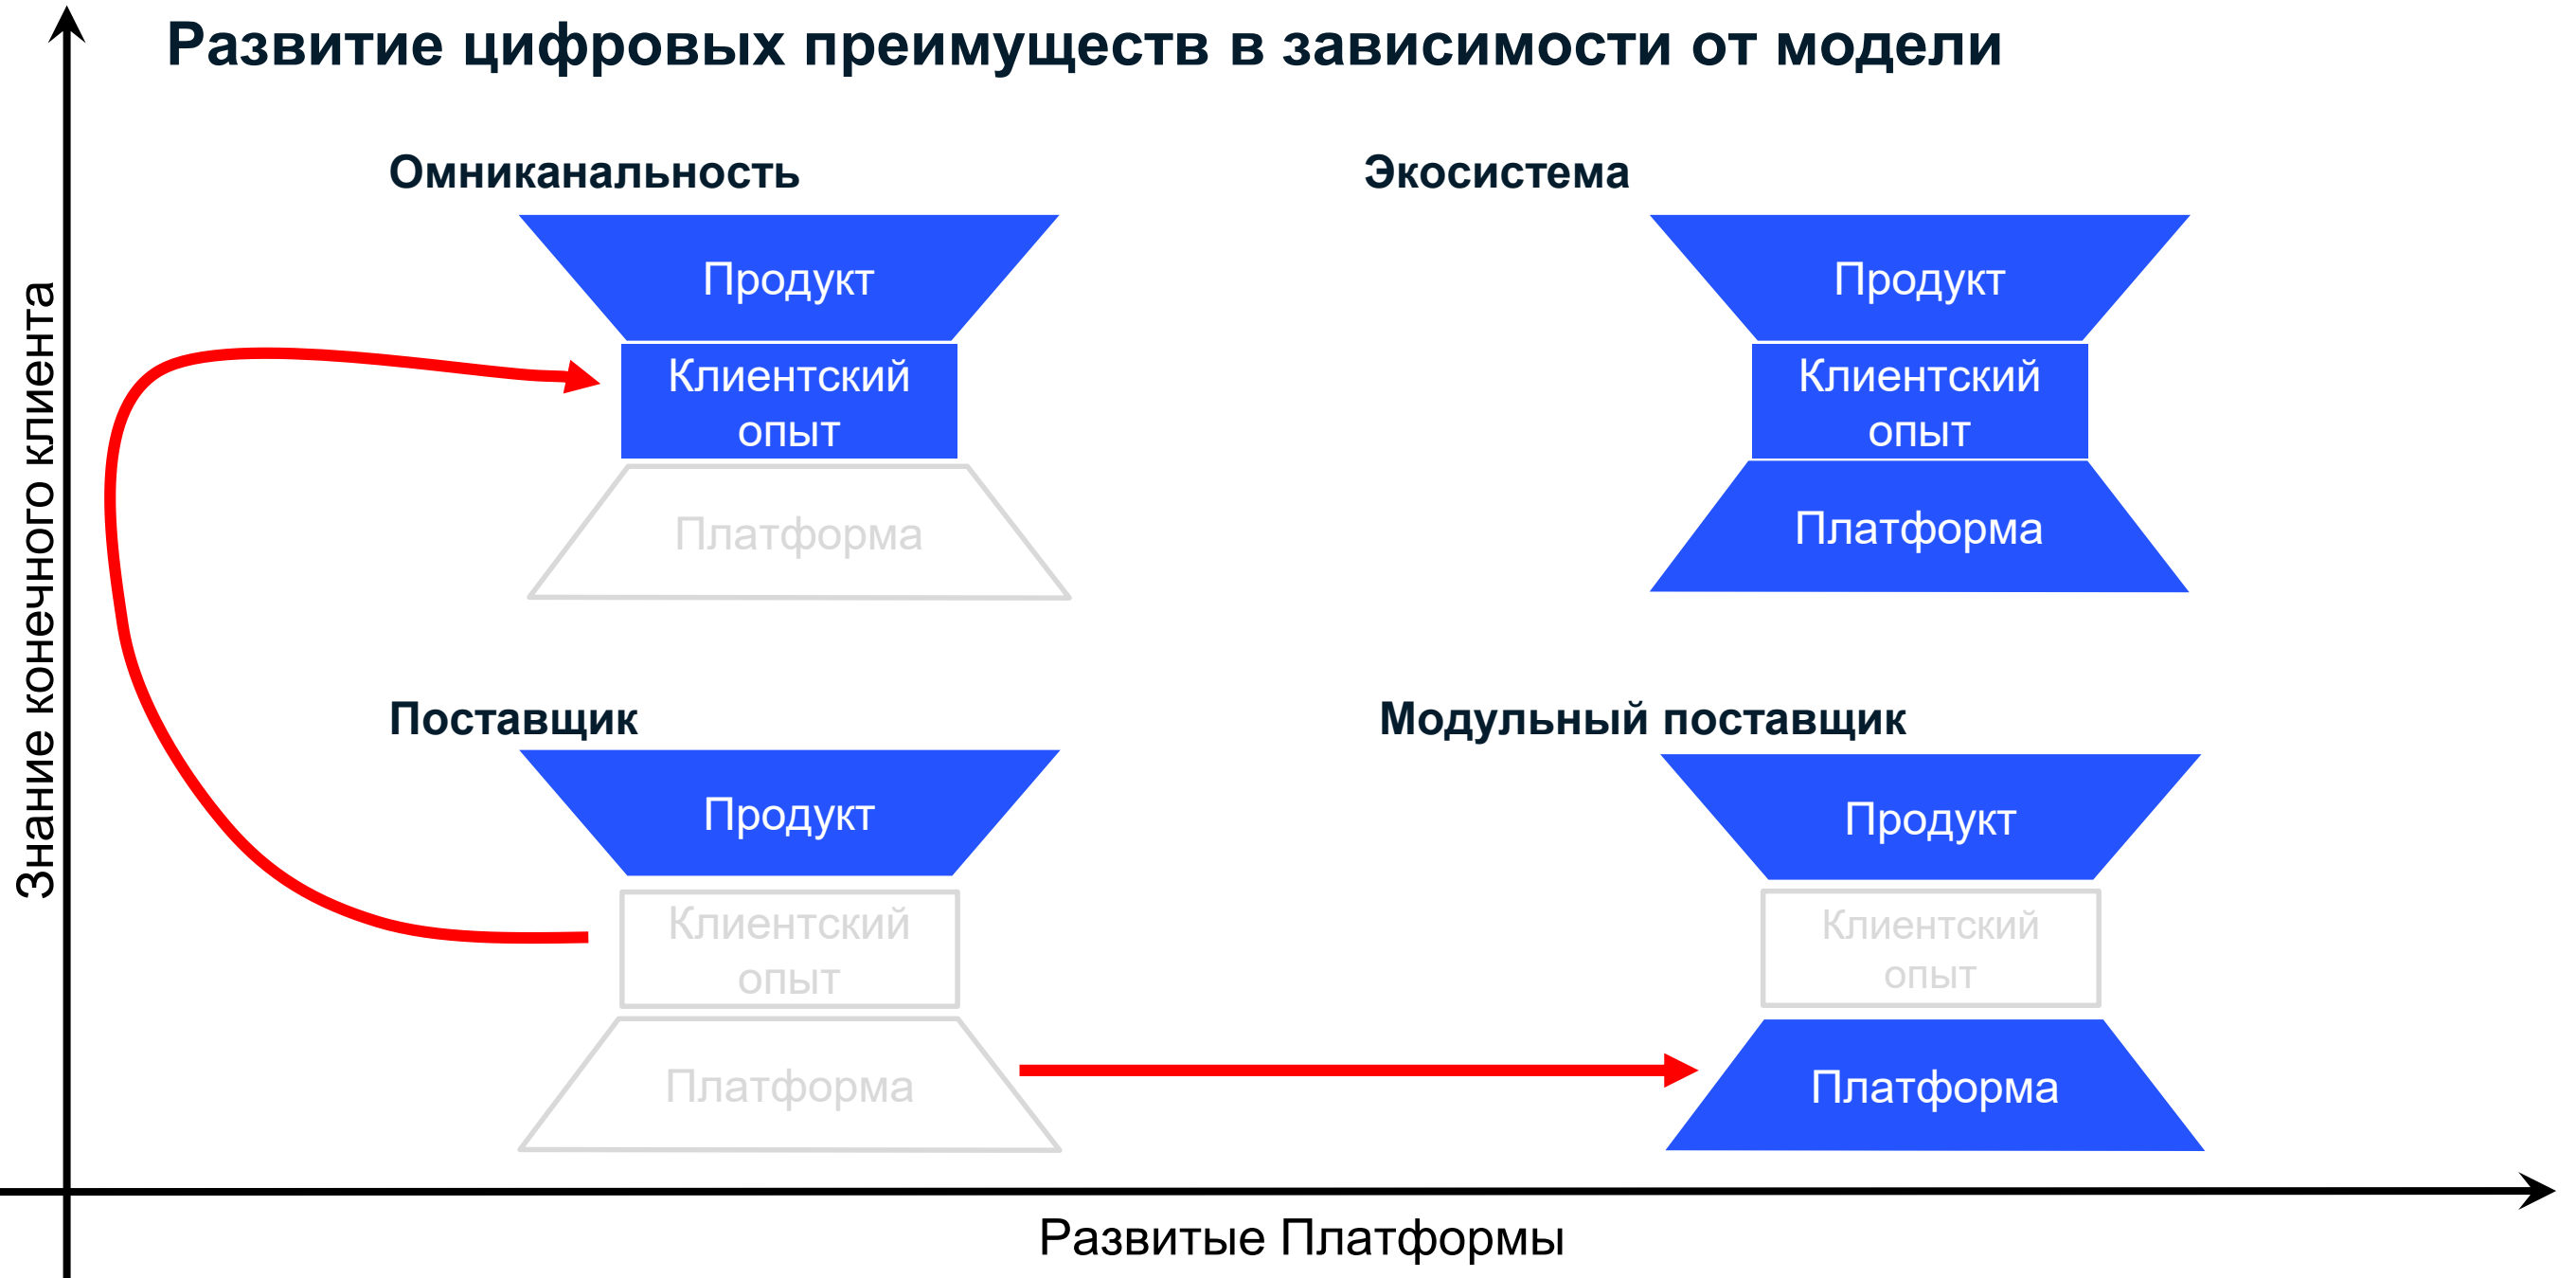 Развитие цифровых преимуществ в зависимости от модели
Знание конечного клиента
Омниканальность
Продукт
Клиентский
опыт
Платформа
Экосистема
Продукт
Клиентский
опыт
Платформа
Поставщик
Продукт
Клиентский
опыт
Платформа
Модульный поставщик
Продукт
Клиентский
опыт
Платформа
Развитые Платформы